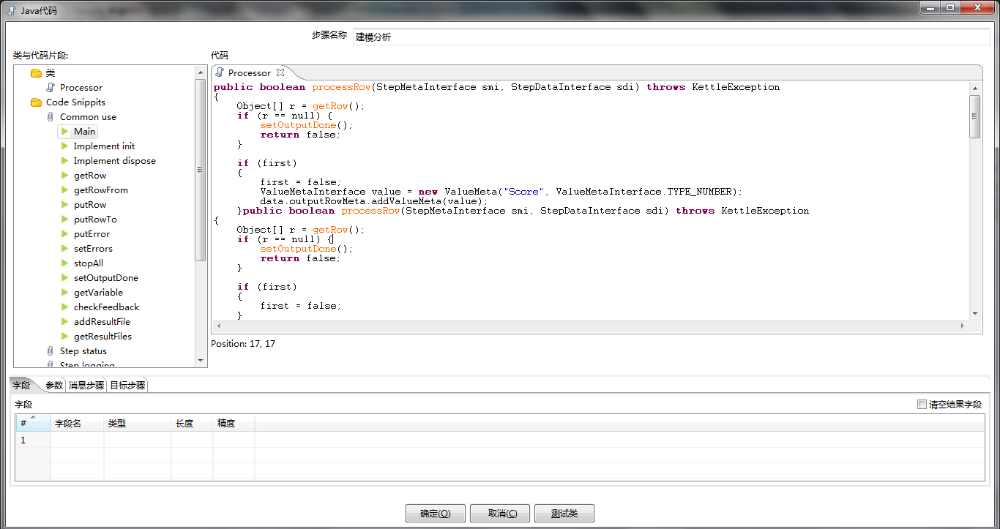 Java代码
步骤名称 建模分析
类与代码片段:
类
Processor
Code Snippits
Common use
Main
Implement init
Implement dispose
getRow
getRowFrom
putRow
putRowTo
putError
setErrors
stopAll
setOutputDone
getVariable
checkFeedback
addResultFile
getResultFiles
Step status
Step logging
代码
Processor
public boolean processRow(StepMetaInterface smi, StepDataInterface sdi) throws KettleException
{
Object[] r = getRow();
if (r == null) {
setOutputDone();
return false;
}
if (first)
{
first = false;
ValueMetaInterface value = new ValueMeta("Score", ValueMetaInterface.TYPE_NUMBER);
data.outputRowMeta.addValueMeta(value);
}public boolean processRow(StepMetaInterface smi, StepDataInterface sdi) throws KettleException
{
Object[] r = getRow();
if (r == null) {
setOutputDone();
return false;
}
if (first)
{
first = false;
}
Position: 17, 17
字段 参数 消息步骤 目标步骤
字段 清空结果字段
# 字段名 类型 长度 精度
1
确定(O) 取消(C) 测试类